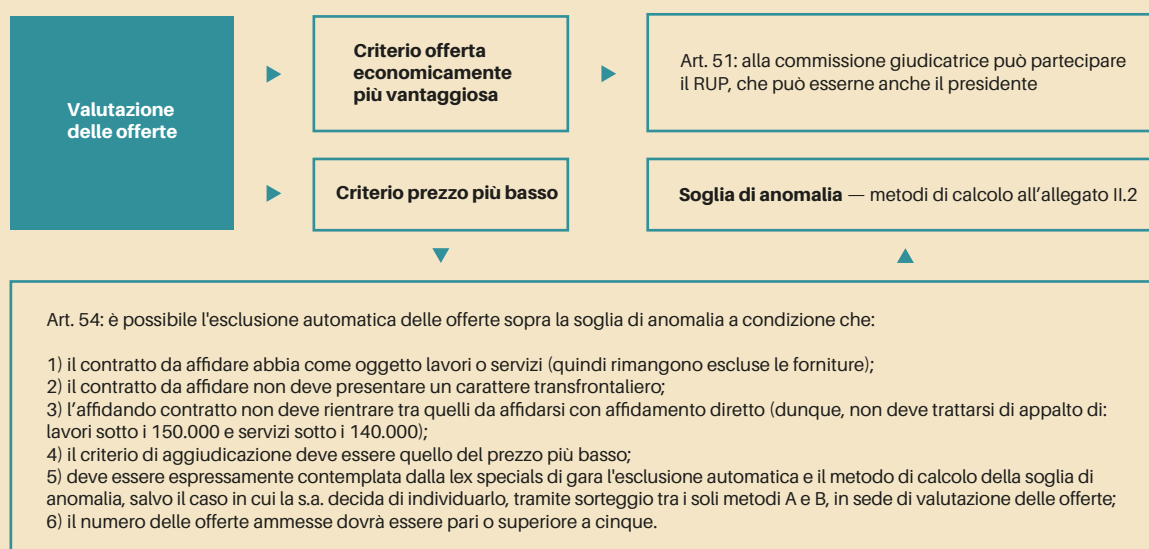 Valutazione
delle offerte
Criterio offerta
economicamente
più vantaggiosa
Art. 51: alla commissione giudicatrice può partecipare
il RUP, che può esserne anche il presidente
Criterio prezzo più basso
Soglia di anomalia — metodi di calcolo all’allegato II.2
Art. 54: è possibile l'esclusione automatica delle offerte sopra la soglia di anomalia a condizione che:
1) il contratto da affidare abbia come oggetto lavori o servizi (quindi rimangono escluse le forniture);
2) il contratto da affidare non deve presentare un carattere transfrontaliero;
3) l’affidando contratto non deve rientrare tra quelli da affidarsi con affidamento diretto (dunque, non deve trattarsi di appalto di:
lavori sotto i 150.000 e servizi sotto i 140.000);
4) il criterio di aggiudicazione deve essere quello del prezzo più basso;
5) deve essere espressamente contemplata dalla lex specials di gara l'esclusione automatica e il metodo di calcolo della soglia di
anomalia, salvo il caso in cui la s.a. decida di individuarlo, tramite sorteggio tra i soli metodi A e B, in sede di valutazione delle offerte;
6) il numero delle offerte ammesse dovrà essere pari o superiore a cinque.